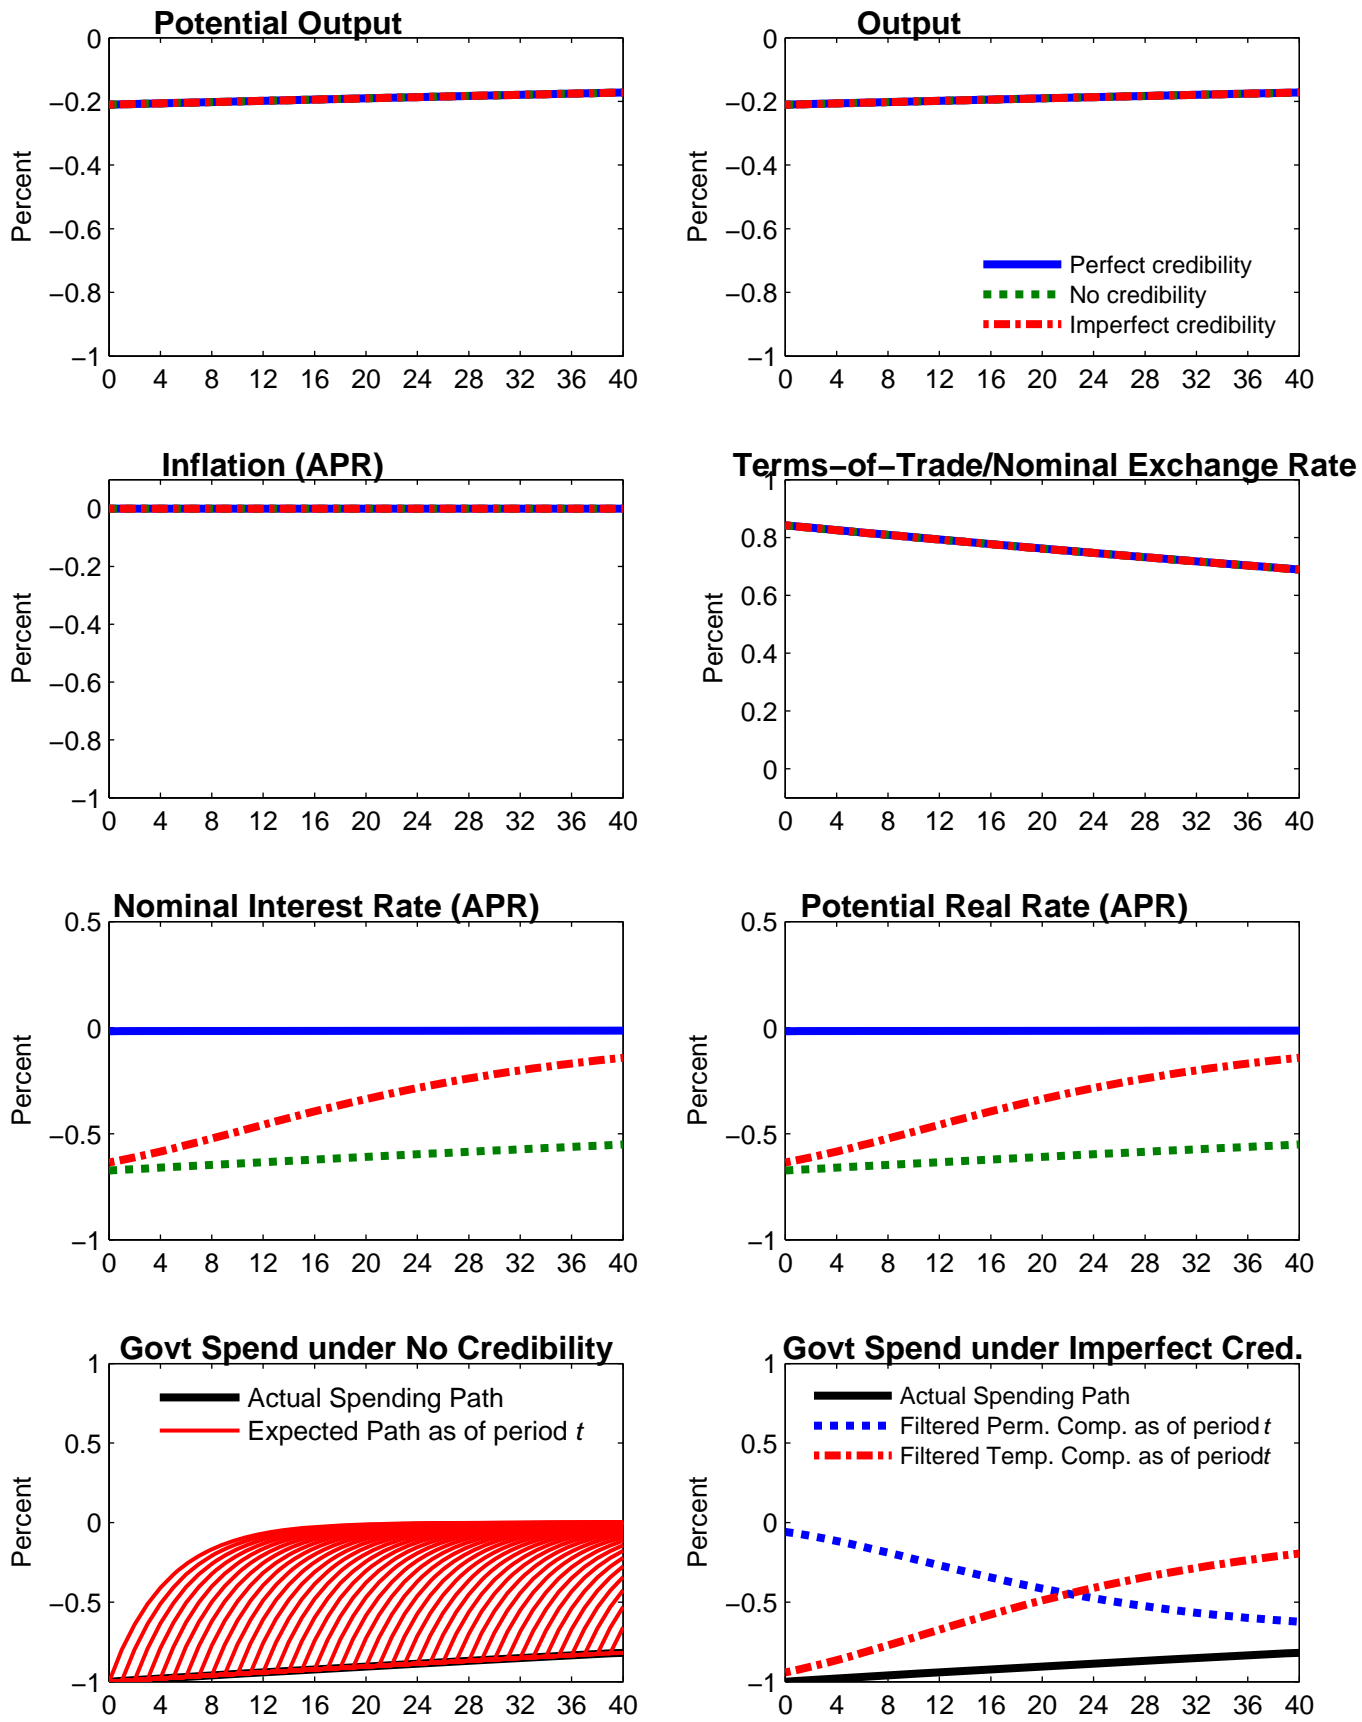 Potential Output
0
−0.2
−0.4
−0.6
−0.8
−1
Percent
0 4 8 12 16 20 24 28 32 36 40
Output
0
−0.2
−0.4
−0.6
−0.8
−1
Percent
Perfect credibility
No credibility
Imperfect credibility
0 4 8 12 16 20 24 28 32 36 40
Inflation (APR)
0
−0.2
−0.4
−0.6
−0.8
−1
Percent
0 4 8 12 16 20 24 28 32 36 40
Terms−of−Trade/Nominal Exchange Rate
1
0.8
0.6
0.4
0.2
0
Percent
0 4 8 12 16 20 24 28 32 36 40
Nominal Interest Rate (APR)
0.5
0
−0.5
−1
Percent
0 4 8 12 16 20 24 28 32 36 40
Potential Real Rate (APR)
0.5
0
−0.5
−1
Percent
0 4 8 12 16 20 24 28 32 36 40
Govt Spend under No Credibility
1
0.5
0
−0.5
−1
Percent
Actual Spending Path
Expected Path as of period t
0 4 8 12 16 20 24 28 32 36 40
Govt Spend under Imperfect Cred.
1
0.5
0
−0.5
−1
Percent
Actual Spending Path
Filtered Perm. Comp. as of period t
Filtered Temp. Comp. as of period t
0 4 8 12 16 20 24 28 32 36 40